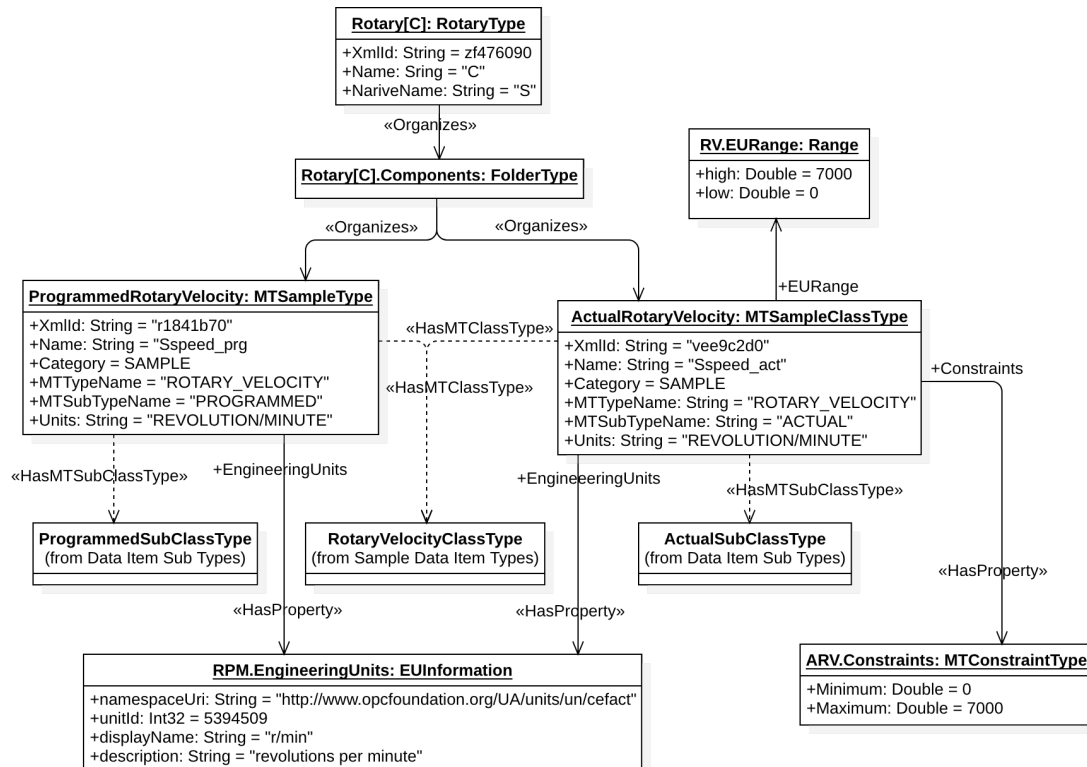 Rotary[C]: RotaryType
+XmlId: String = zf476090
+Name: Sring = "C"
+NariveName: String = "S"
«Organizes»
Rotary[C].Components: FolderType
RV.EURange: Range
+high: Double = 7000
+low: Double = 0
«Organizes»
«Organizes»
+EURange
ProgrammedRotaryVelocity: MTSampleType
+XmlId: String = "r1841b70"
+Name: String = "Sspeed_prg
+Category = SAMPLE
+MTTypeName = "ROTARY_VELOCITY"
+MTSubTypeName = "PROGRAMMED"
+Units: String = "REVOLUTION/MINUTE"
«HasMTClassType»
«HasMTClassType»
ActualRotaryVelocity: MTSampleClassType
+XmlId: String = "vee9c2d0"
+Name: String = "Sspeed_act"
+Category = SAMPLE
+MTTypeName: String = "ROTARY_VELOCITY"
+MTSubTypeName: String = "ACTUAL"
+Units: String = "REVOLUTION/MINUTE"
+Constraints
«HasMTSubClassType»
+EngineeringUnits
+EngineeeringUnits
«HasMTSubClassType»
ProgrammedSubClassType
(from Data Item Sub Types)
RotaryVelocityClassType
(from Sample Data Item Types)
ActualSubClassType
(from Data Item Sub Types)
«HasProperty»
«HasProperty»
«HasProperty»
RPM.EngineeringUnits: EUInformation
+namespaceUri: String = "http://www.opcfoundation.org/UA/units/un/cefact"
+unitId: Int32 = 5394509
+displayName: String = "r/min"
+description: String = "revolutions per minute"
ARV.Constraints: MTConstraintType
+Minimum: Double = 0
+Maximum: Double = 7000